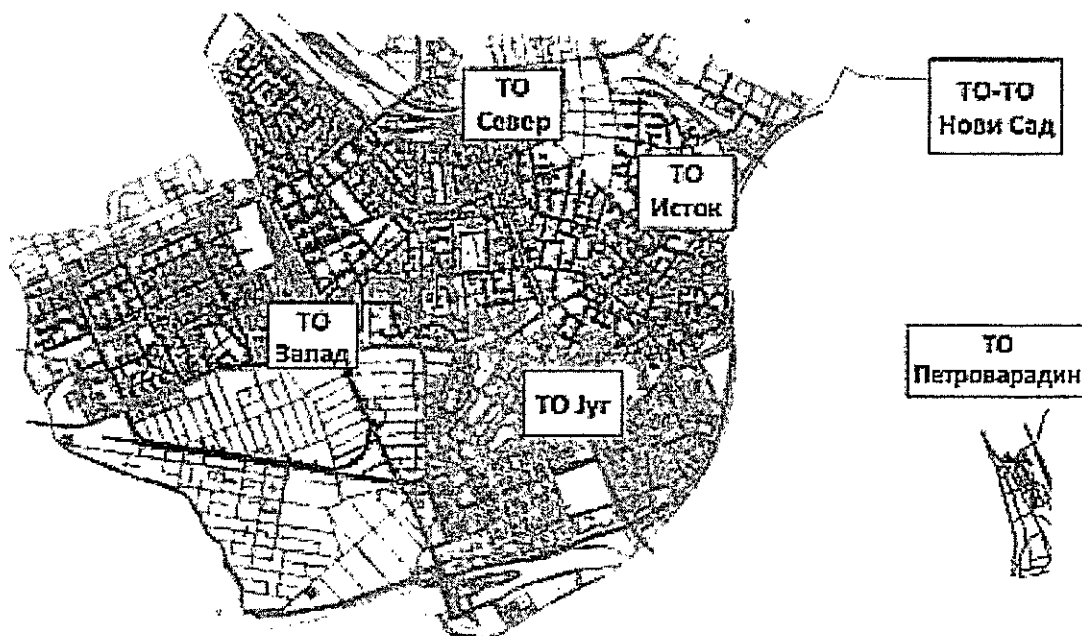 ТО
Север
ТО-ТО
Нови Сад
ТО
Исток
ТО
Запад
ТО
Петроварадин
ТО Југ